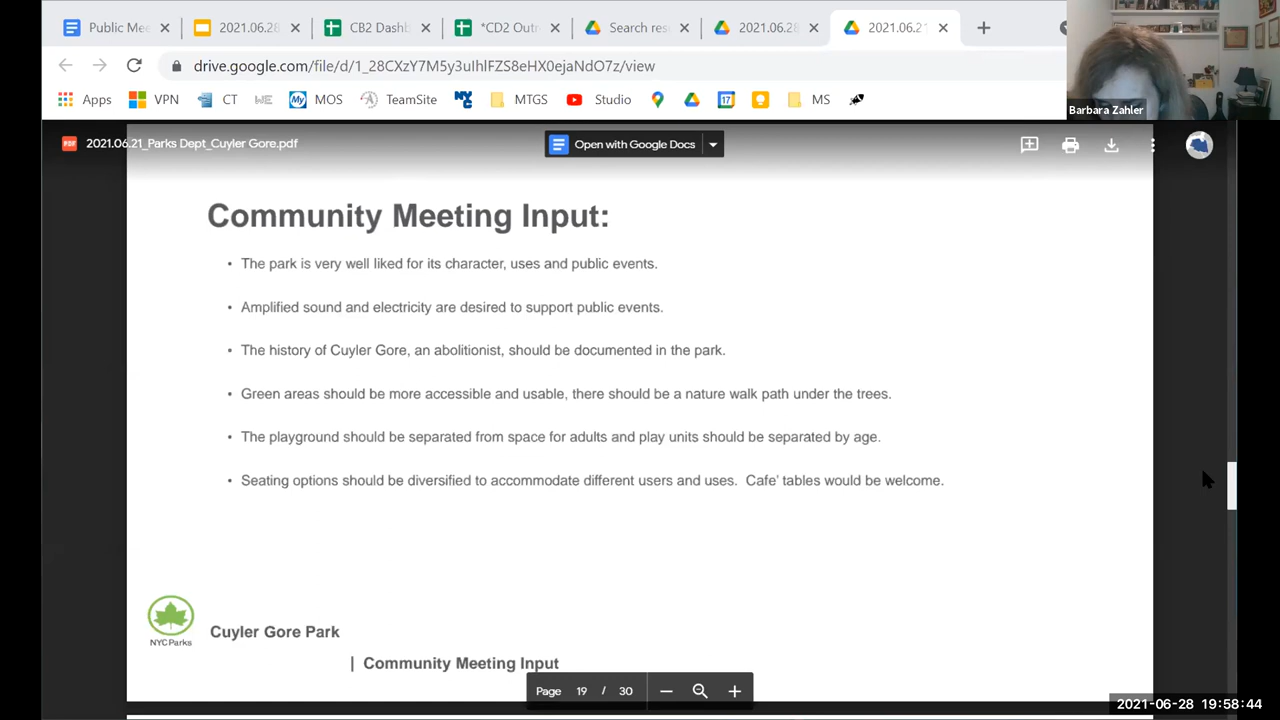 Public Mee
2021.06.28
CB2 Dashl
Search res
2021.06.28
2021.06.21
drive.google.com/file/d/1_28CXzY7M5y3uIhlFZS8eHX0ejaNdO7z/view
Apps
VPN
CT
WE
My
MOS
TeamSite
MTGS
Studio
17
MS
Barbara Zahler
PDF
2021.06.21_Parks Dept_Cuyler Gore.pdf
Open with Google Docs
Community Meeting Input:
• The park is very well liked for its character, uses and public events.
• Amplified sound and electricity are desired to support public events.
• The history of Cuyler Gore, an abolitionist, should be documented in the park.
• Green areas should be more accessible and usable, there should be a nature walk path under the trees.
• The playground should be separated from space for adults and play units should be separated by age.
• Seating options should be diversified to accommodate different users and uses.  Cafe' tables would be welcome.
NYC Parks
Cuyler Gore Park
| Community Meeting Input
Page 19 / 30
2021-06-28 19:58:44